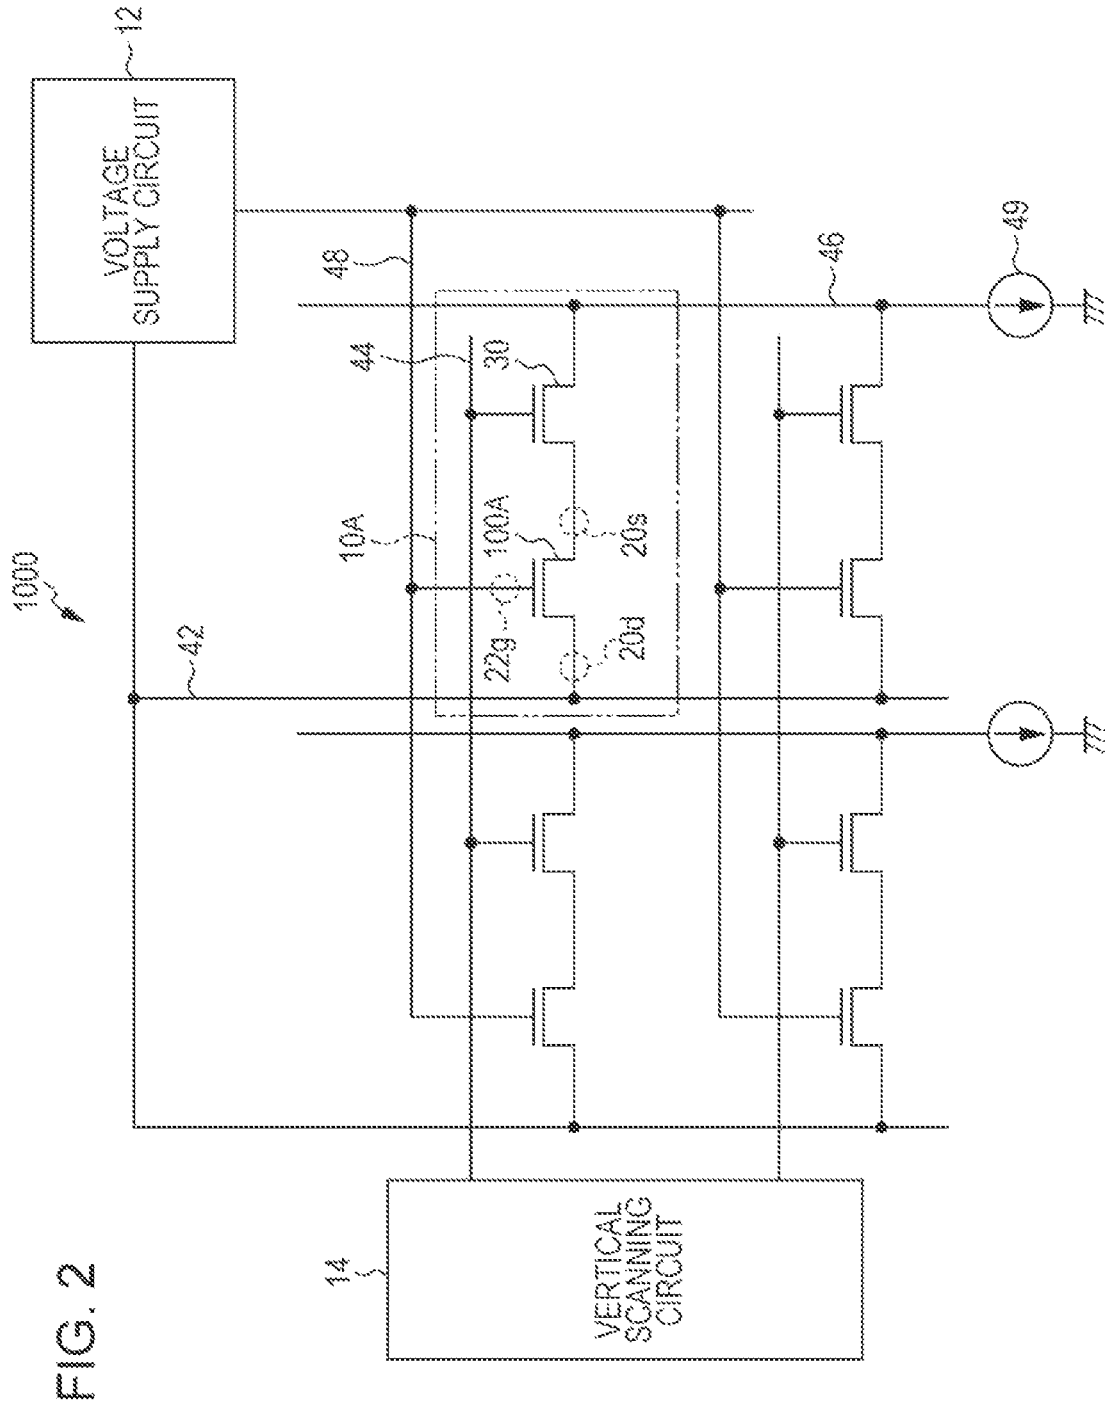 FIG. 2
1000
12
VOLTAGE
SUPPLY CIRCUIT
42
48
44
10A
30
100A
22g
20s
20d
46
49
14
VERTICAL
SCANNING
CIRCUIT